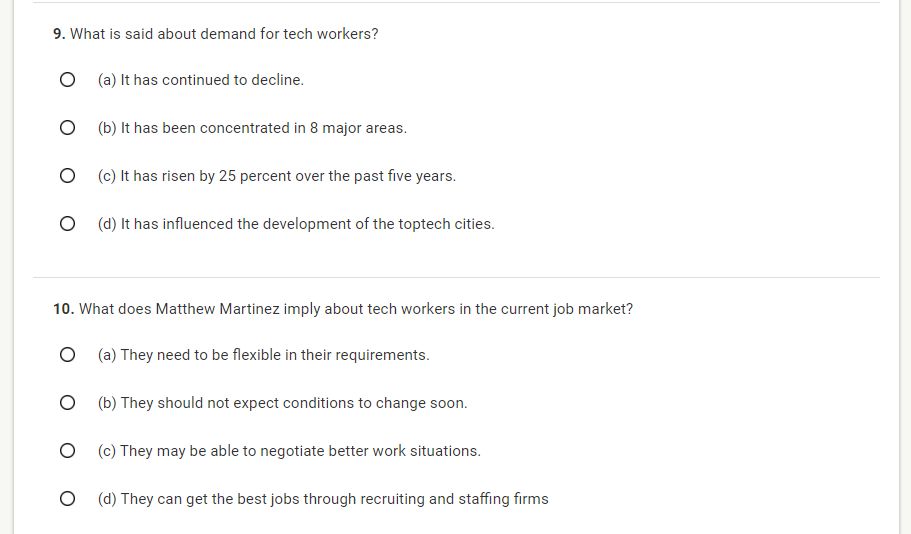 9. What is said about demand for tech workers?
(a) It has continued to decline.
(b) It has been concentrated in 8 major areas.
(c) It has risen by 25 percent over the past five years.
(d) It has influenced the development of the toptech cities.
10. What does Matthew Martinez imply about tech workers in the current job market?
(a) They need to be flexible in their requirements.
(b) They should not expect conditions to change soon.
(c) They may be able to negotiate better work situations.
(d) They can get the best jobs through recruiting and staffing firms